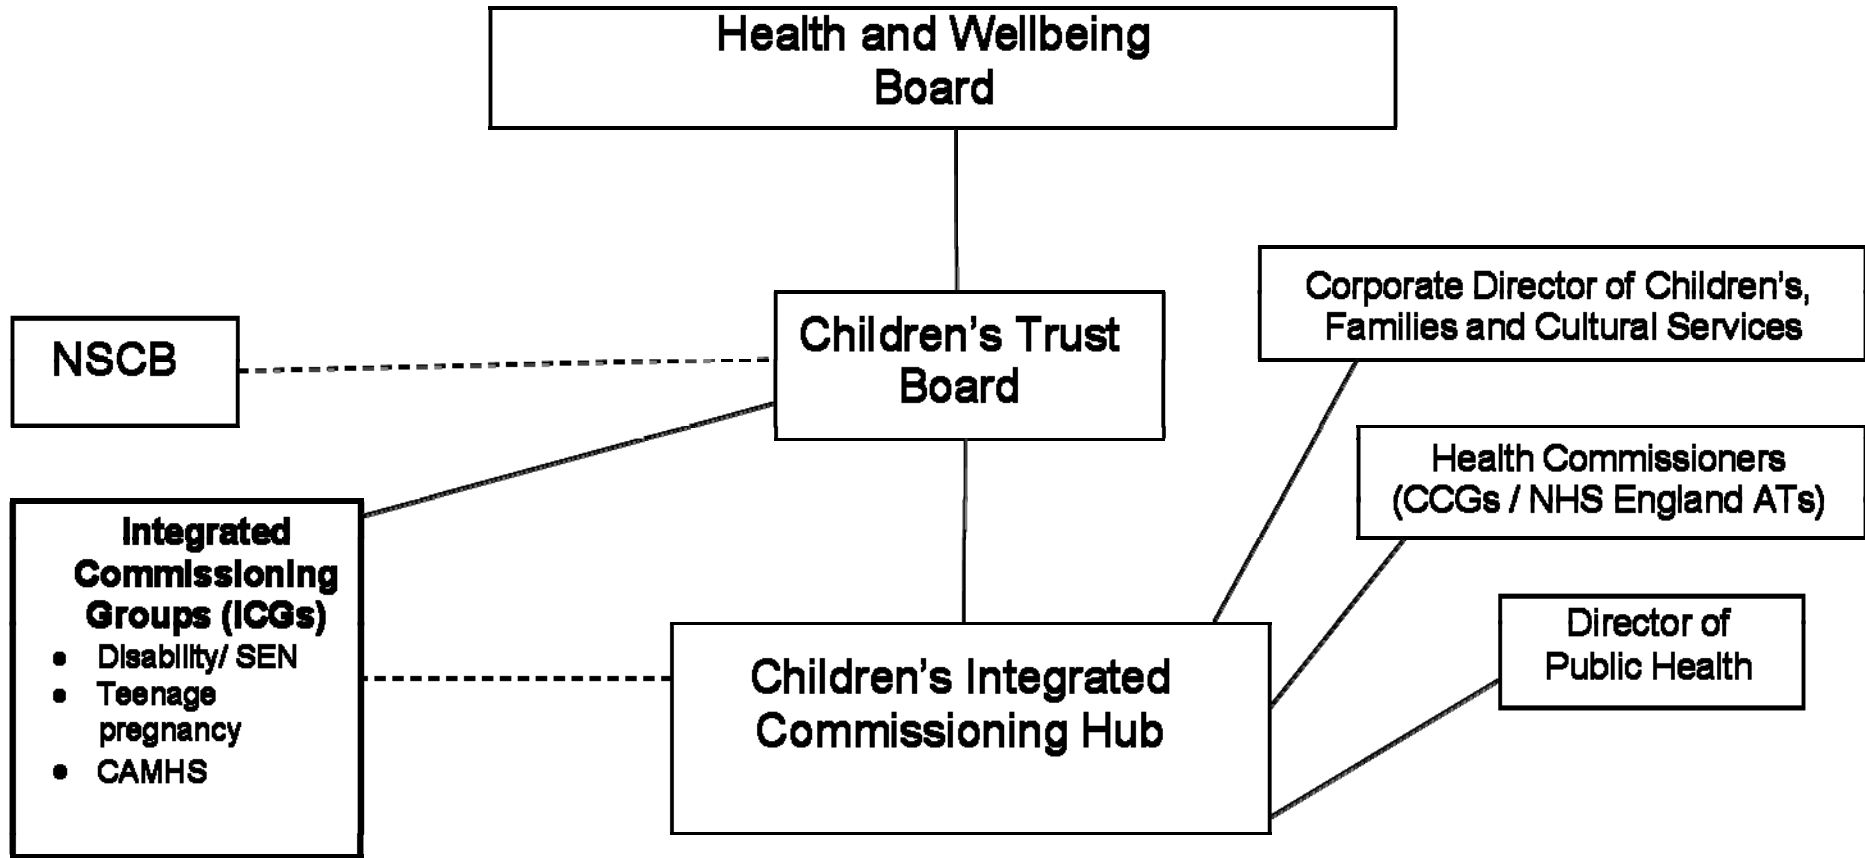 Health and Wellbeing
Board
Children's Trust
Board
NSCB
Corporate Director of Children's,
Families and Cultural Services
Health Commissioners
(CCGs / NHS England ATs)
Director of
Public Health
Integrated
Commissioning
Groups (ICGs)
• Disability/ SEN
• Teenage
pregnancy
• CAMHS
Children's Integrated
Commissioning Hub